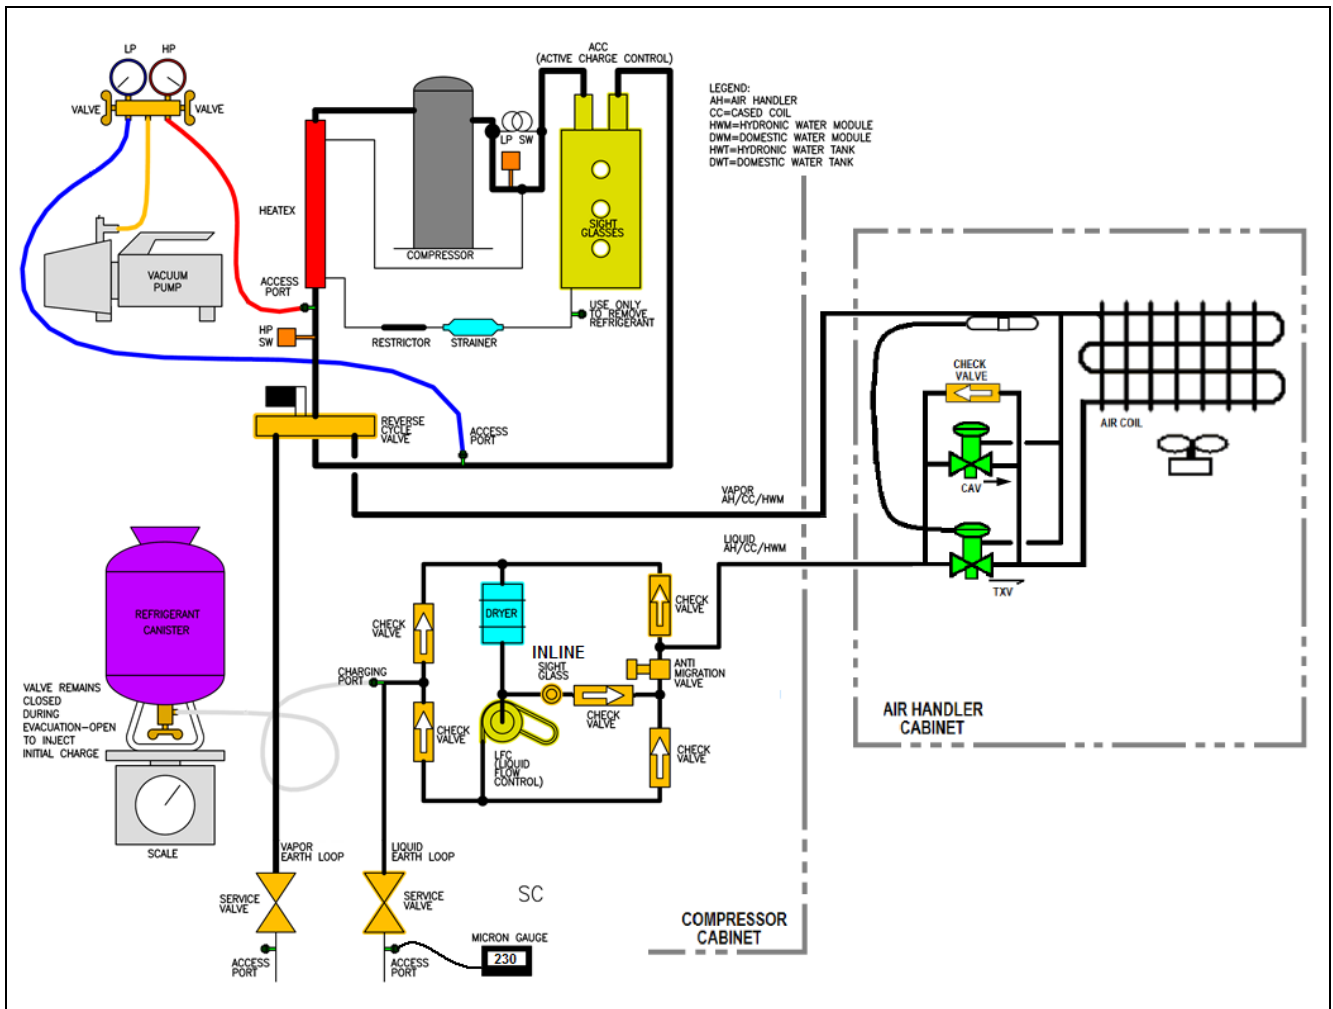 LP
HP
VALVE
VALVE
ACC
(ACTIVE CHARGE CONTROL)
LEGEND:
AH=AIR HANDLER
CC=CASED COIL
HWM=HYDRONIC WATER MODULE
DWM=DOMESTIC WATER MODULE
HWT=HYDRONIC WATER TANK
DWT=DOMESTIC WATER TANK
LP SW
HEATEX
SIGHT
GLASSES
COMPRESSOR
VACUUM
PUMP
ACCESS
PORT
USE ONLY
TO REMOVE
REFRIGERANT
HP
SW
RESTRICTOR
STRAINER
CHECK
VALVE
AIR COIL
REVERSE
CYCLE
VALVE
ACCESS
PORT
CAV
VAPOR
AH/CC/HWM
LIQUID
AH/CC/HWM
TXV
REFRIGERANT
CANISTER
DRYER
CHECK
VALVE
CHECK
VALVE
INLINE
SIGHT
GLASS
CHARGING
PORT
ANTI
MIGRATION
VALVE
VALVE REMAINS
CLOSED
DURING
EVACUATION-OPEN
TO INJECT
INITIAL CHARGE
CHECK
VALVE
CHECK
VALVE
CHECK
VALVE
LFC
(LIQUID
FLOW
CONTROL)
AIR HANDLER
CABINET
SCALE
VAPOR
EARTH LOOP
LIQUID
EARTH LOOP
SERVICE
VALVE
SERVICE
VALVE
SC
COMPRESSOR
CABINET
MICRON GAUGE
230
ACCESS
PORT
ACCESS
PORT